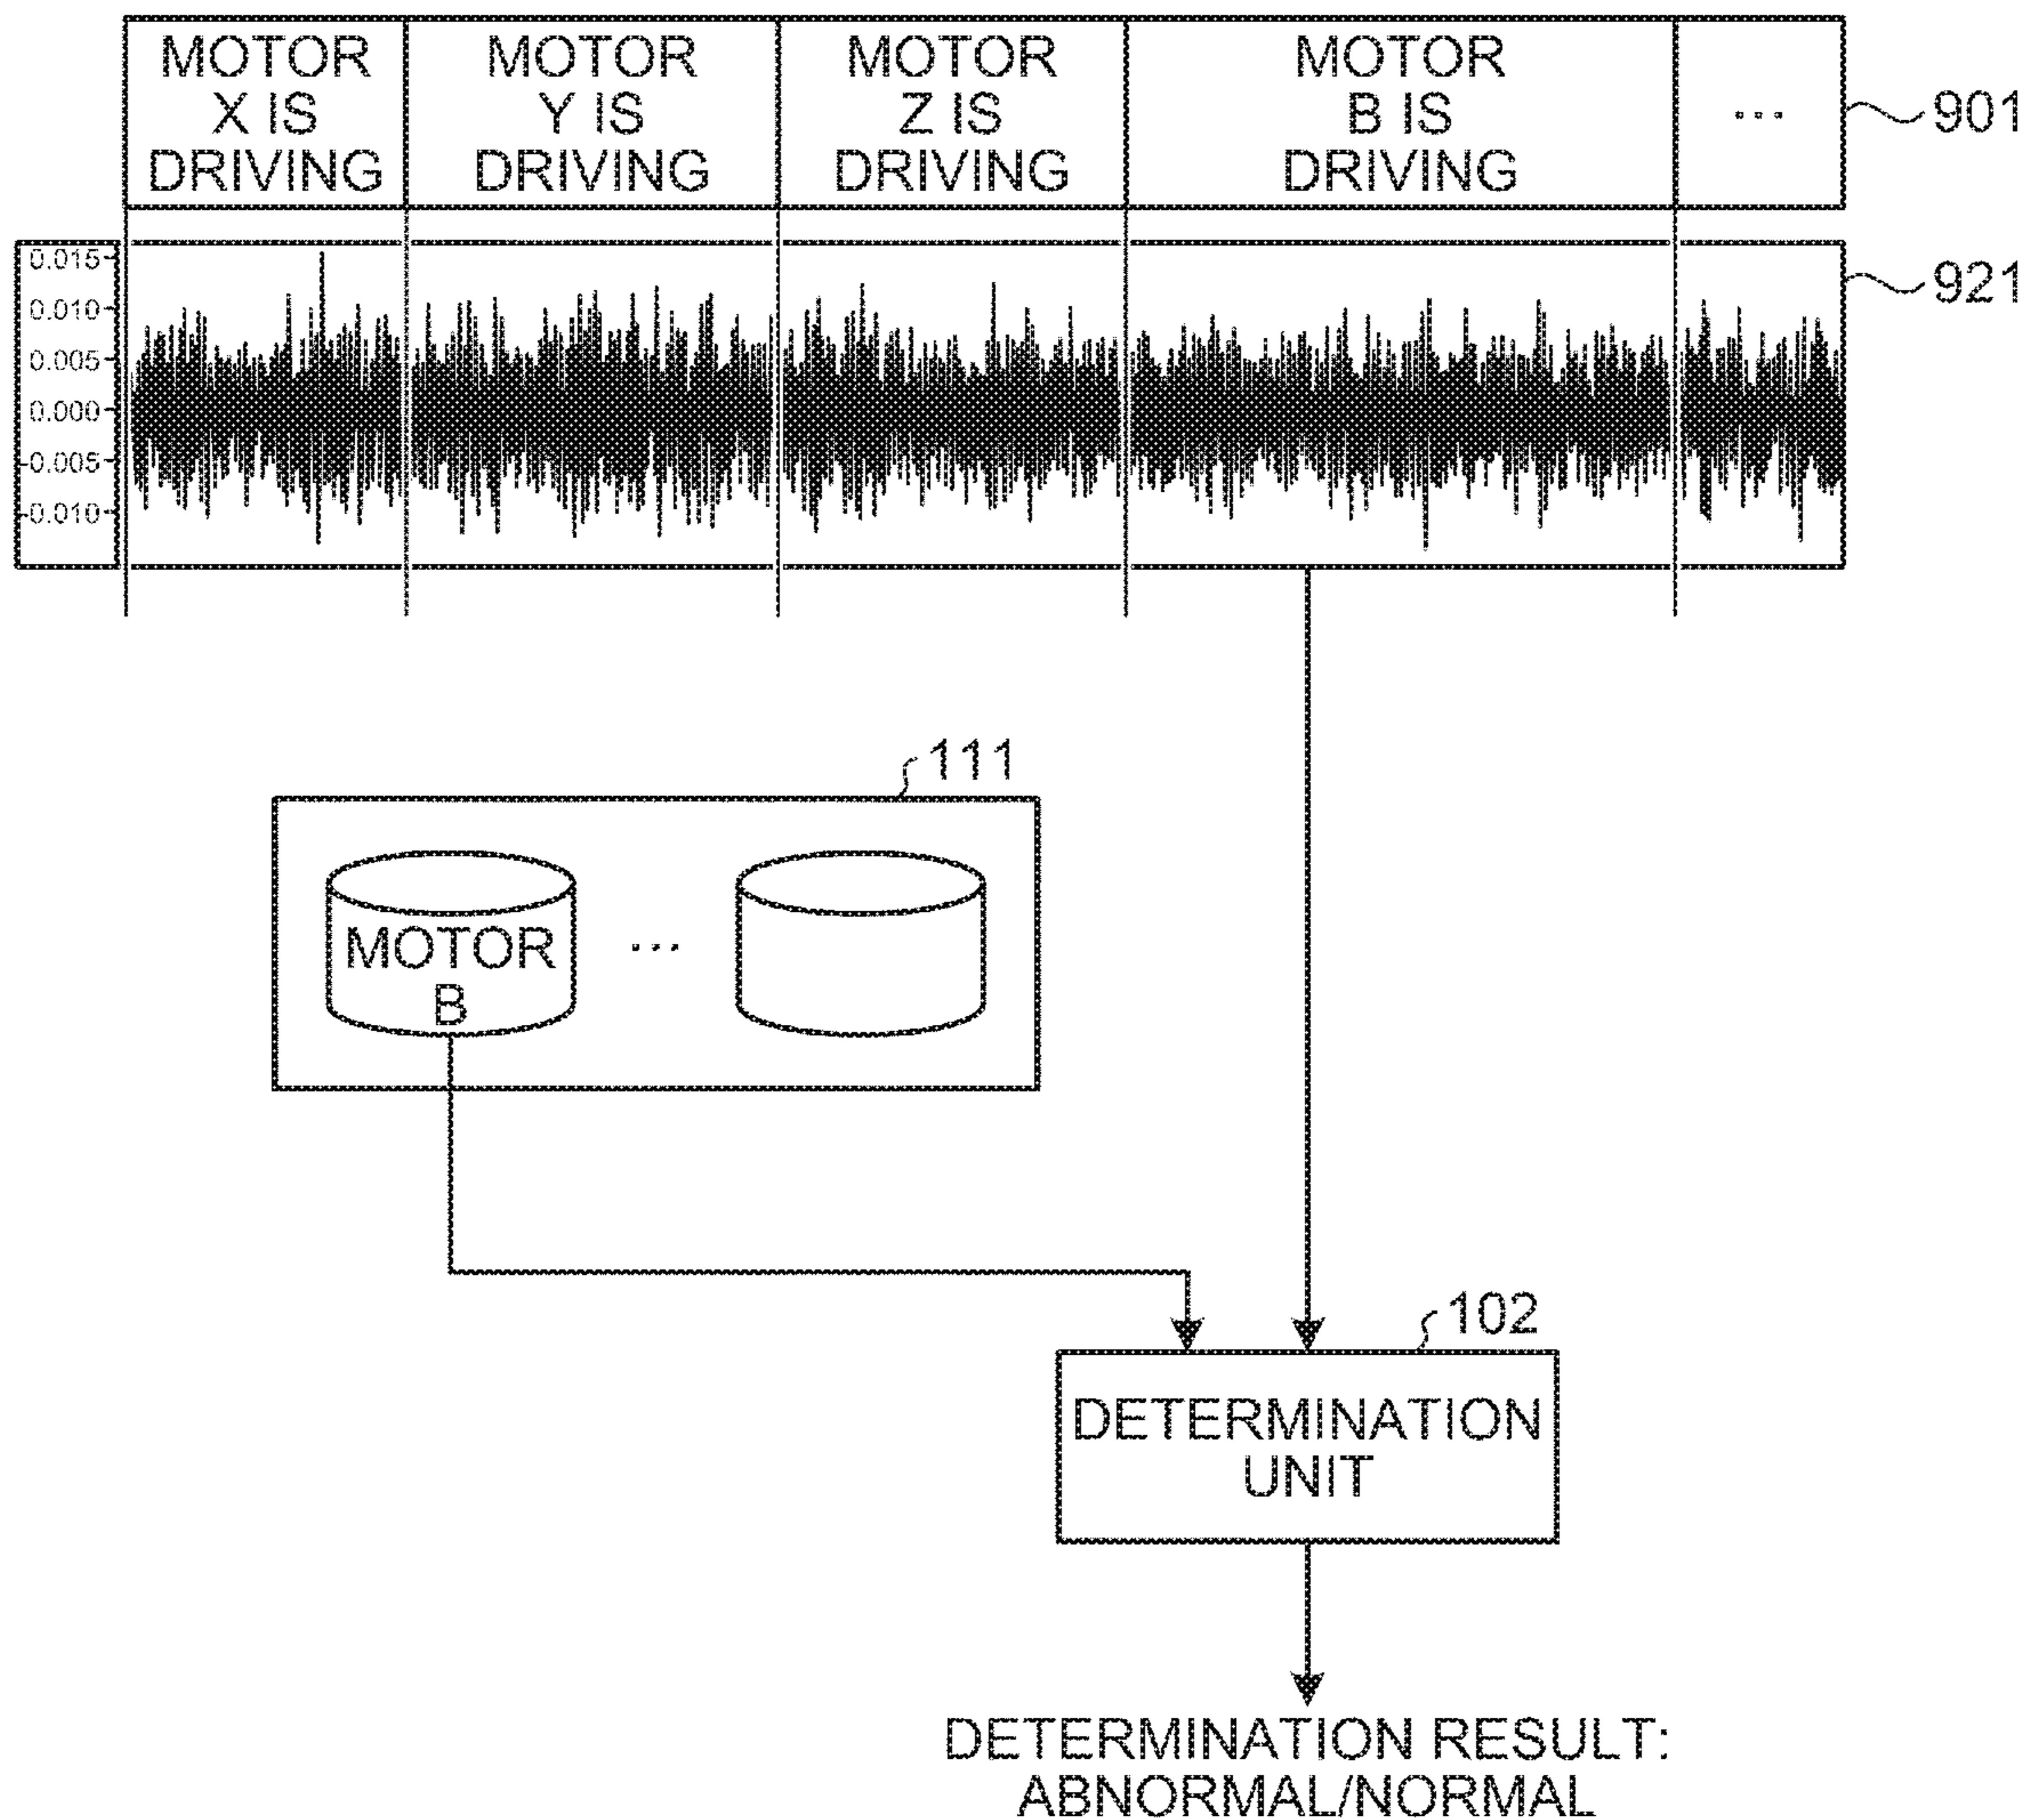 MOTOR
X IS
DRIVING
MOTOR
Y IS
DRIVING
MOTOR
Z IS
DRIVING
MOTOR
B IS
DRIVING
...
901
0.015
0.010
0.005
0.000
-0.005
-0.010
921
111
MOTOR
B
...
102
DETERMINATION
UNIT
DETERMINATION RESULT:
ABNORMAL/NORMAL